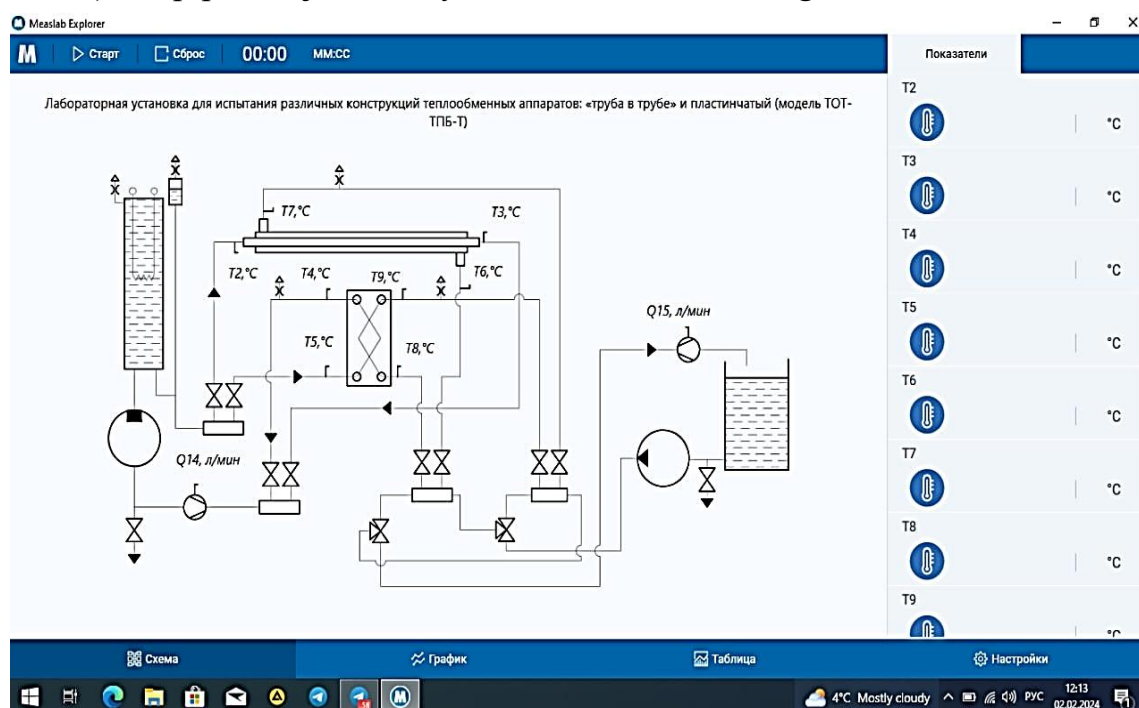 Measlab Explorer
M Старт Сброс 00:00 ММ:СС
Показатели
Лабораторная установка для испытания различных конструкций теплообменных аппаратов: «труба в трубе» и пластинчатый (модель ТОТ-
ТПБ-Т)
T7,°C
T3,°C
T2,°C
T4,°C
T9,°C
T6,°C
T5,°C
T8,°C
Q15, л/мин
Q14, л/мин
T2
°C
T3
°C
T4
°C
T5
°C
T6
°C
T7
°C
T8
°C
T9
°C
Схема
График
Таблица
Настройки
4°C Mostly cloudy
РУС
12:13
02.02.2024